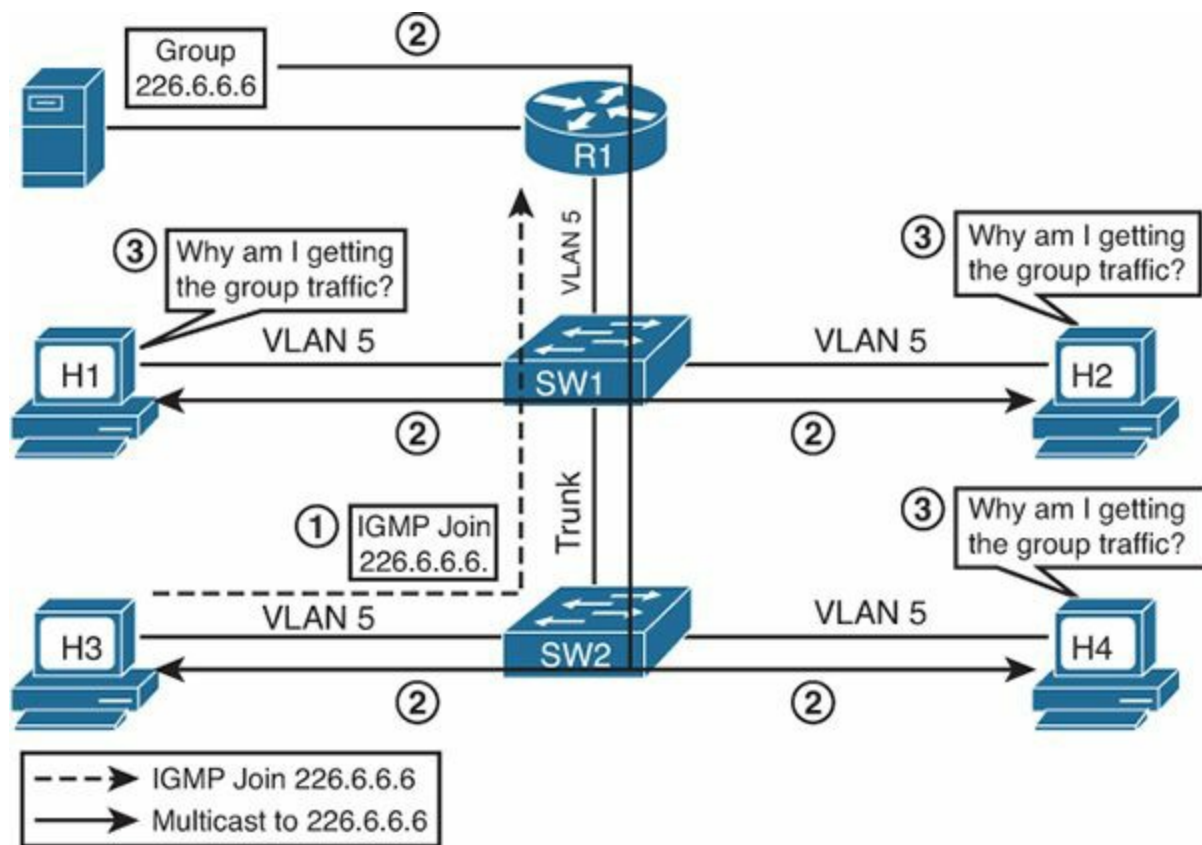 Group
226.6.6.6
②
R1
VLAN 5
③
Why am I getting
the group traffic?
③
Why am I getting
the group traffic?
H1
VLAN 5
SW1
VLAN 5
H2
②
②
Trunk
①
IGMP Join
226.6.6.6.
③
Why am I getting
the group traffic?
H3
VLAN 5
SW2
VLAN 5
H4
②
②
IGMP Join 226.6.6.6
Multicast to 226.6.6.6